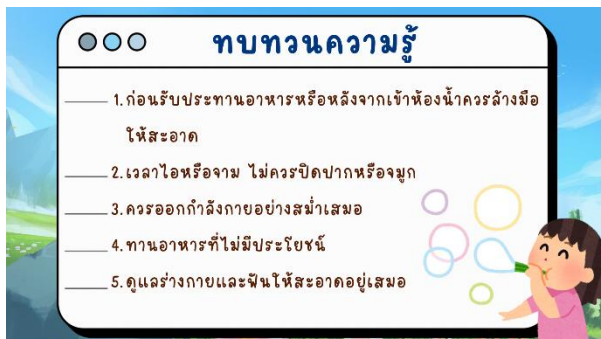 ทบทวนความรู้
_____ 1.ก่อนรับประทานอาหารหรือหลังจากเข้าห้องน้ำควรล้างมือ
ให้สะอาด
_____ 2.เวลาไอหรือจาม ไม่ควรปิดปากหรือจมูก
_____ 3.ควรออกกำลังกายอย่างสม่ำเสมอ
_____ 4.ทานอาหารที่ไม่มีประโยชน์
_____ 5.ดูแลร่างกายและฟันให้สะอาดอยู่เสมอ